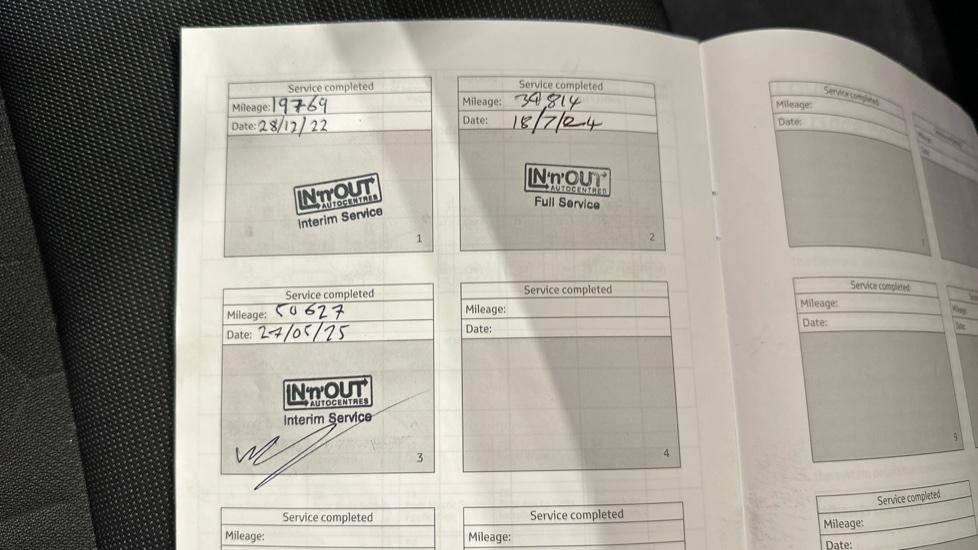 Service completed
Mileage: 19769
Date: 28/12/22
IN'n'OUT
AUTOCENTRES
Interim Service
1
Service completed
Mileage: 34814
Date: 18/7/24
IN'n'OUT
AUTOCENTRES
Full Service
2
Service completed
Mileage: 50627
Date: 27/05/25
IN'n'OUT
AUTOCENTRES
Interim Service
3
Service completed
Mileage:
Date:
4
Service completed
Mileage:
Service completed
Mileage:
Service completed
Mileage:
Date:
Service completed
Mileage:
Date:
9
Service completed
Mileage:
Date:
Mileage:
Date: